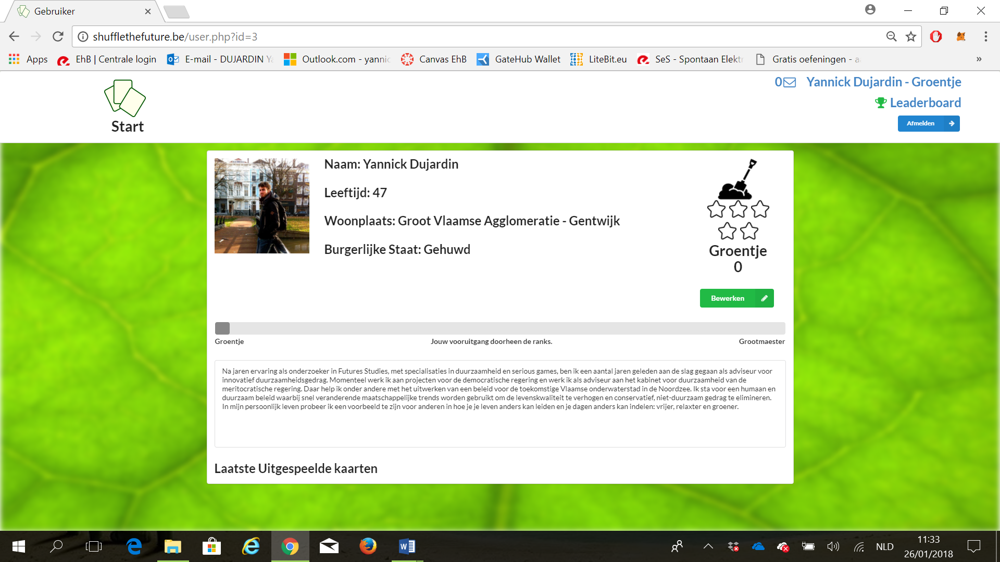 Gebruiker
shufflethefuture.be/user.php?id=3
Apps
EhB | Centrale login
E-mail - DUJARDIN Ya
Outlook.com - yannic
Canvas EhB
GateHub Wallet
LiteBit.eu
SeS - Spontaan Elektr
Gratis oefeningen - a
»
Start
0 Yannick Dujardin - Groentje
Leaderboard
Afmelden
Naam: Yannick Dujardin
Leeftijd: 47
Woonplaats: Groot Vlaamse Agglomeratie - Gentwijk
Burgerlijke Staat: Gehuwd
Groentje
0
Bewerken
Groentje
Jouw vooruitgang doorheen de ranks.
Grootmaester
Na jaren ervaring als onderzoeker in Futures Studies, met specialisaties in duurzaamheid en serious games, ben ik een aantal jaren geleden aan de slag gegaan als adviseur voor
innovatief duurzaamheidsgedrag. Momenteel werk ik aan projecten voor de democratische regering en werk ik als adviseur aan het kabinet voor duurzaamheid van de
meritocratische regering. Daar help ik onder andere met het uitwerken van een beleid voor de toekomstige Vlaamse onderwaterstad in de Noordzee. Ik sta voor een humaan en
duurzaam beleid waarbij snel veranderende maatschappelijke trends worden gebruikt om de levenskwaliteit te verhogen en conservatief, niet-duurzaam gedrag te elimineren.
In mijn persoonlijk leven probeer ik een voorbeeld te zijn voor anderen in hoe je je leven anders kan leiden en je dagen anders kan indelen: vrijer, relaxter en groener.
Laatste Uitgespeelde kaarten
NLD
11:33
26/01/2018